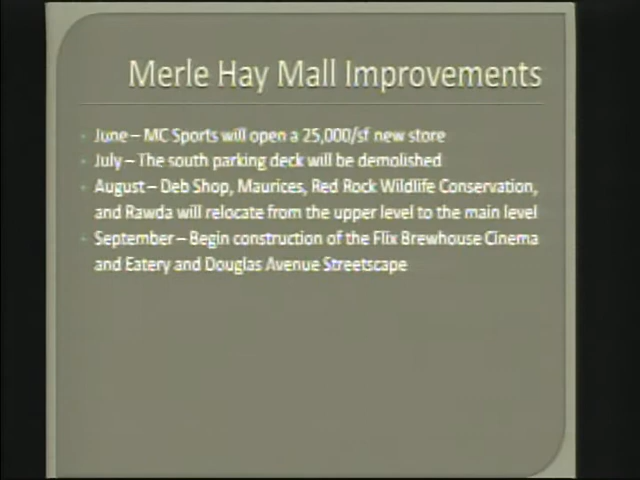 Merle Hay Mall Improvements
June – MC Sports will open a 25,000/sf new store
July – The south parking deck will be demolished
August – Deb Shop, Maurices, Red Rock Wildlife Conservation,
and Rawda will relocate from the upper level to the main level
September – Begin construction of the Flix Brewhouse Cinema
and Eatery and Douglas Avenue Streetscape